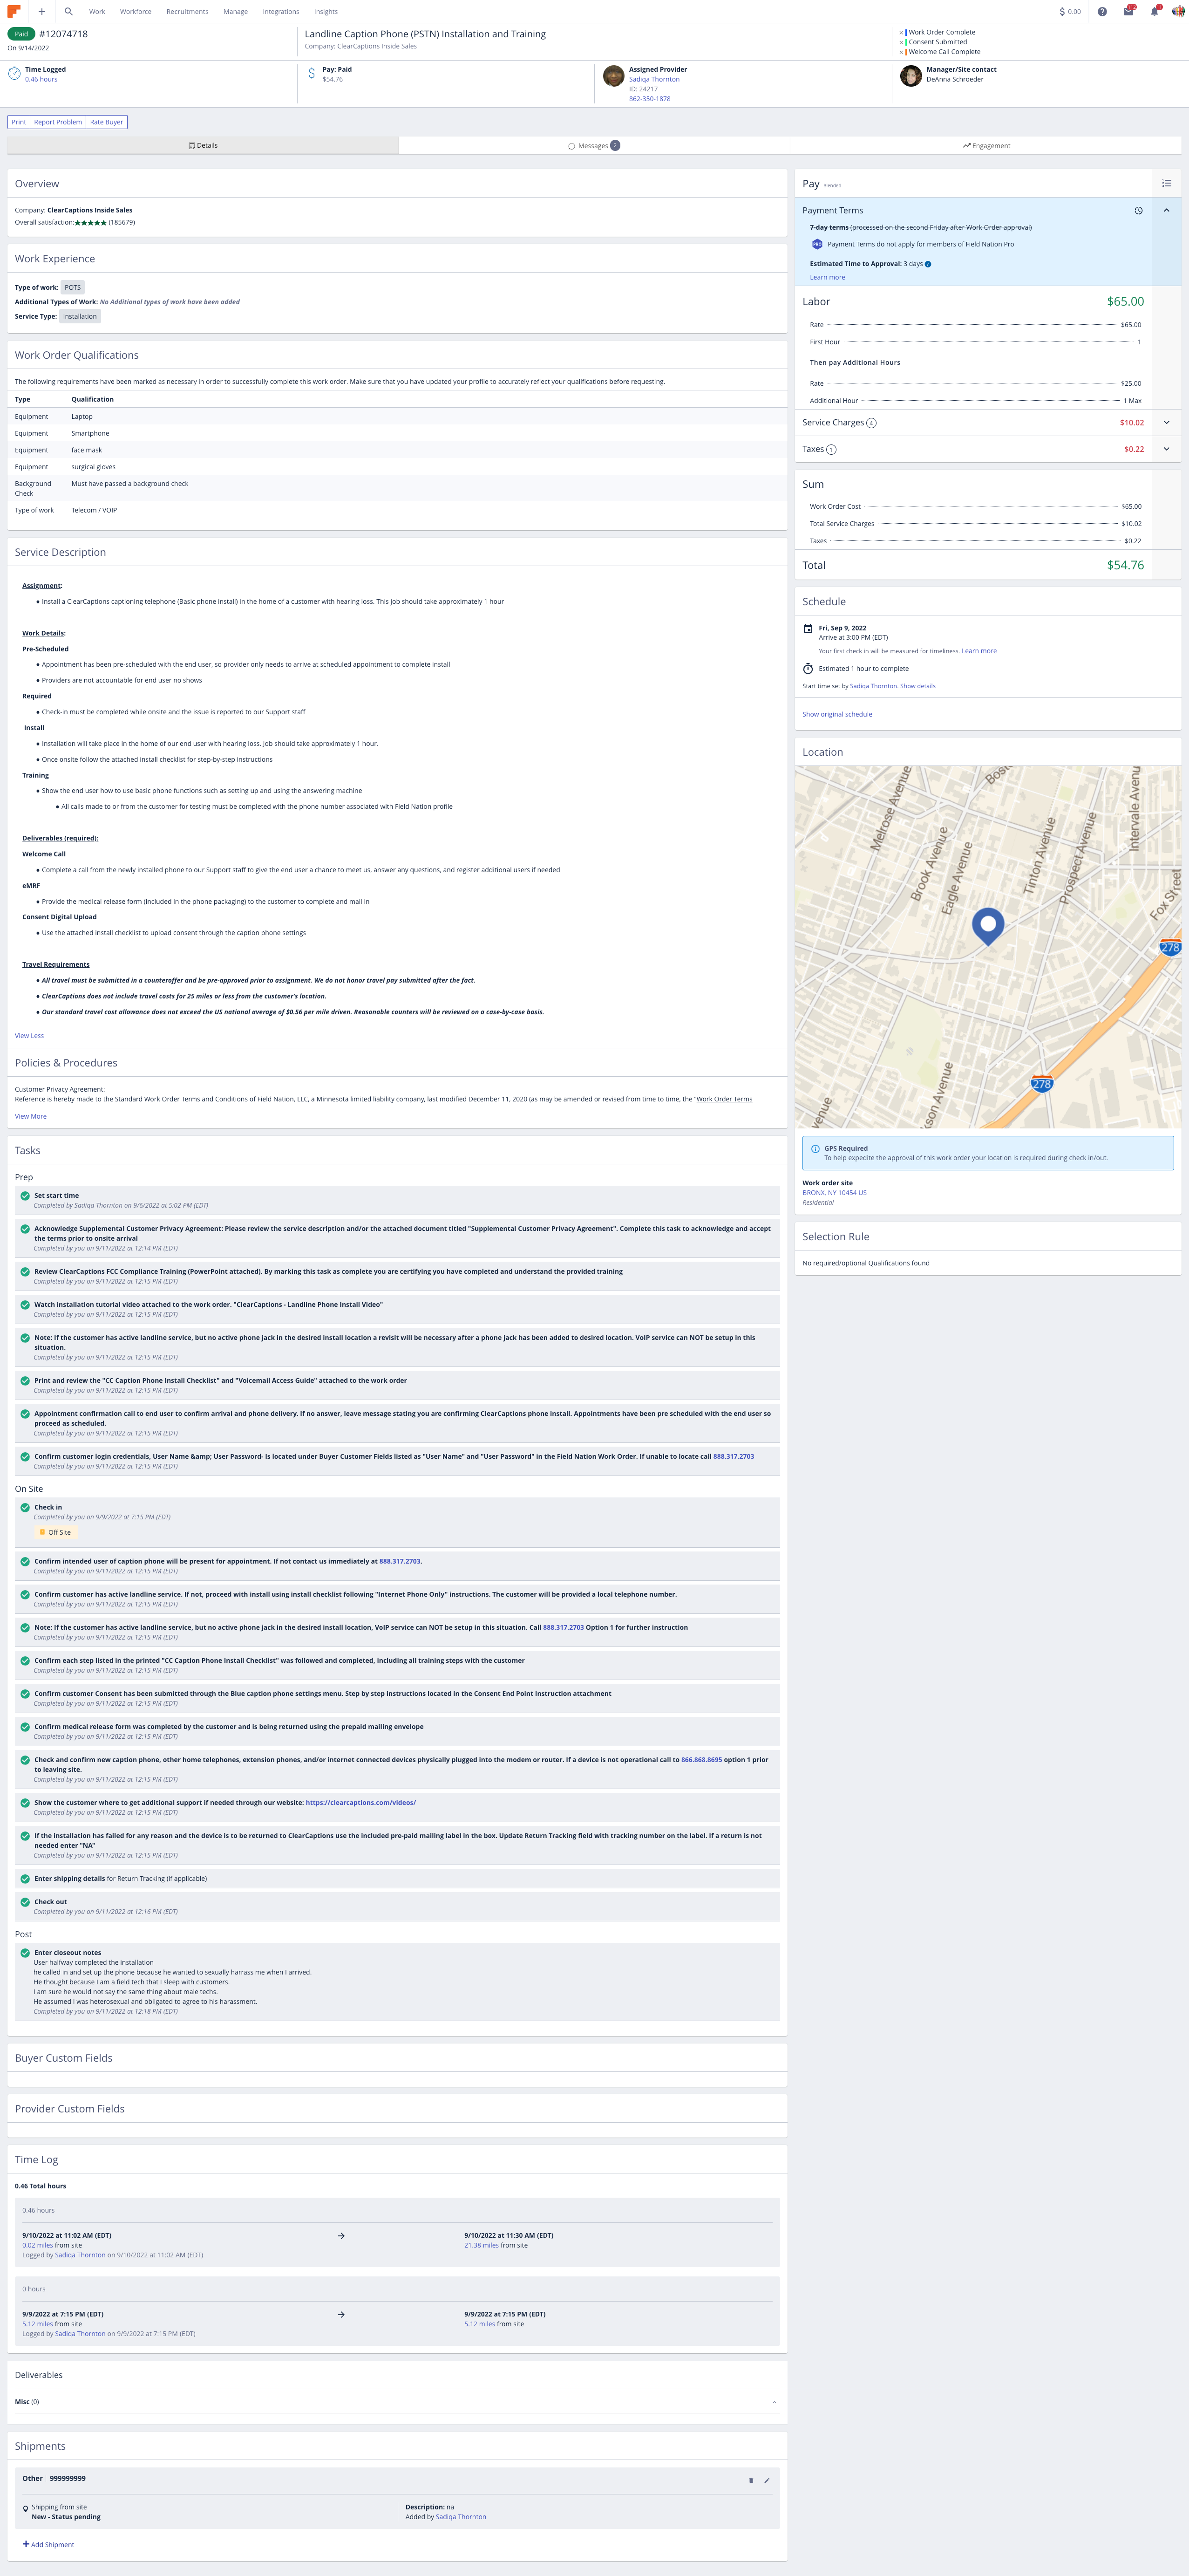 Work Workforce Recruitments Manage Integrations Insights
$ 0.00
Paid #12074718
On 9/14/2022
Landline Caption Phone (PSTN) Installation and Training
Company: ClearCaptions Inside Sales
× Work Order Complete
× Consent Submitted
× Welcome Call Complete
Time Logged
0.46 hours
Pay: Paid
$54.76
Assigned Provider
Sadiqa Thornton
ID: 24217
862-350-1878
Manager/Site contact
DeAnna Schroeder
Print Report Problem Rate Buyer
Details
Messages 2
Engagement
Overview
Company: ClearCaptions Inside Sales
Overall satisfaction:★★★★★ (185679)
Work Experience
Type of work: POTS
Additional Types of Work: No Additional types of work have been added
Service Type: Installation
Work Order Qualifications
The following requirements have been marked as necessary in order to successfully complete this work order. Make sure that you have updated your profile to accurately reflect your qualifications before requesting.
Type Qualification
Equipment Laptop
Equipment Smartphone
Equipment face mask
Equipment surgical gloves
Background Must have passed a background check
Check
Type of work Telecom / VOIP
Service Description
Assignment:
● Install a ClearCaptions captioning telephone (Basic phone install) in the home of a customer with hearing loss. This job should take approximately 1 hour
Work Details:
Pre-Scheduled
● Appointment has been pre-scheduled with the end user, so provider only needs to arrive at scheduled appointment to complete install
● Providers are not accountable for end user no shows
Required
● Check-in must be completed while onsite and the issue is reported to our Support staff
Install
● Installation will take place in the home of our end user with hearing loss. Job should take approximately 1 hour.
● Once onsite follow the attached install checklist for step-by-step instructions
Training
● Show the end user how to use basic phone functions such as setting up and using the answering machine
● All calls made to or from the customer for testing must be completed with the phone number associated with Field Nation profile
Deliverables (required):
Welcome Call
● Complete a call from the newly installed phone to our Support staff to give the end user a chance to meet us, answer any questions, and register additional users if needed
eMRF
● Provide the medical release form (included in the phone packaging) to the customer to complete and mail in
Consent Digital Upload
● Use the attached install checklist to upload consent through the caption phone settings
Travel Requirements
● All travel must be submitted in a counteroffer and be pre-approved prior to assignment. We do not honor travel pay submitted after the fact.
● ClearCaptions does not include travel costs for 25 miles or less from the customer's location.
● Our standard travel cost allowance does not exceed the US national average of $0.56 per mile driven. Reasonable counters will be reviewed on a case-by-case basis.
View Less
Policies & Procedures
Customer Privacy Agreement:
Reference is hereby made to the Standard Work Order Terms and Conditions of Field Nation, LLC, a Minnesota limited liability company, last modified December 11, 2020 (as may be amended or revised from time to time, the "Work Order Terms
View More
Tasks
Prep
Set start time
Completed by Sadiqa Thornton on 9/6/2022 at 5:02 PM (EDT)
Acknowledge Supplemental Customer Privacy Agreement: Please review the service description and/or the attached document titled "Supplemental Customer Privacy Agreement". Complete this task to acknowledge and accept
the terms prior to onsite arrival
Completed by you on 9/11/2022 at 12:14 PM (EDT)
Review ClearCaptions FCC Compliance Training (PowerPoint attached). By marking this task as complete you are certifying you have completed and understand the provided training
Completed by you on 9/11/2022 at 12:15 PM (EDT)
Watch installation tutorial video attached to the work order. "ClearCaptions - Landline Phone Install Video"
Completed by you on 9/11/2022 at 12:15 PM (EDT)
Note: If the customer has active landline service, but no active phone jack in the desired install location a revisit will be necessary after a phone jack has been added to desired location. VoIP service can NOT be setup in this
situation.
Completed by you on 9/11/2022 at 12:15 PM (EDT)
Print and review the "CC Caption Phone Install Checklist" and "Voicemail Access Guide" attached to the work order
Completed by you on 9/11/2022 at 12:15 PM (EDT)
Appointment confirmation call to end user to confirm arrival and phone delivery. If no answer, leave message stating you are confirming ClearCaptions phone install. Appointments have been pre scheduled with the end user so
proceed as scheduled.
Completed by you on 9/11/2022 at 12:15 PM (EDT)
Confirm customer login credentials, User Name &amp; User Password- Is located under Buyer Customer Fields listed as "User Name" and "User Password" in the Field Nation Work Order. If unable to locate call 888.317.2703
Completed by you on 9/11/2022 at 12:15 PM (EDT)
On Site
Check in
Completed by you on 9/9/2022 at 7:15 PM (EDT)
Off Site
Confirm intended user of caption phone will be present for appointment. If not contact us immediately at 888.317.2703.
Completed by you on 9/11/2022 at 12:15 PM (EDT)
Confirm customer has active landline service. If not, proceed with install using install checklist following "Internet Phone Only" instructions. The customer will be provided a local telephone number.
Completed by you on 9/11/2022 at 12:15 PM (EDT)
Note: If the customer has active landline service, but no active phone jack in the desired install location, VoIP service can NOT be setup in this situation. Call 888.317.2703 Option 1 for further instruction
Completed by you on 9/11/2022 at 12:15 PM (EDT)
Confirm each step listed in the printed "CC Caption Phone Install Checklist" was followed and completed, including all training steps with the customer
Completed by you on 9/11/2022 at 12:15 PM (EDT)
Confirm customer Consent has been submitted through the Blue caption phone settings menu. Step by step instructions located in the Consent End Point Instruction attachment
Completed by you on 9/11/2022 at 12:15 PM (EDT)
Confirm medical release form was completed by the customer and is being returned using the prepaid mailing envelope
Completed by you on 9/11/2022 at 12:15 PM (EDT)
Check and confirm new caption phone, other home telephones, extension phones, and/or internet connected devices physically plugged into the modem or router. If a device is not operational call to 866.868.8695 option 1 prior
to leaving site.
Completed by you on 9/11/2022 at 12:15 PM (EDT)
Show the customer where to get additional support if needed through our website: https://clearcaptions.com/videos/
Completed by you on 9/11/2022 at 12:15 PM (EDT)
If the installation has failed for any reason and the device is to be returned to ClearCaptions use the included pre-paid mailing label in the box. Update Return Tracking field with tracking number on the label. If a return is not
needed enter "NA"
Completed by you on 9/11/2022 at 12:15 PM (EDT)
Enter shipping details for Return Tracking (if applicable)
Check out
Completed by you on 9/11/2022 at 12:16 PM (EDT)
Post
Enter closeout notes
User halfway completed the installation
he called in and set up the phone because he wanted to sexually harrass me when I arrived.
He thought because I am a field tech that I sleep with customers.
I am sure he would not say the same thing about male techs.
He assumed I was heterosexual and obligated to agree to his harassment.
Completed by you on 9/11/2022 at 12:18 PM (EDT)
Buyer Custom Fields
Provider Custom Fields
Time Log
0.46 Total hours
0.46 hours
9/10/2022 at 11:02 AM (EDT) → 9/10/2022 at 11:30 AM (EDT)
0.02 miles from site 21.38 miles from site
Logged by Sadiqa Thornton on 9/10/2022 at 11:02 AM (EDT)
0 hours
9/9/2022 at 7:15 PM (EDT) → 9/9/2022 at 7:15 PM (EDT)
5.12 miles from site 5.12 miles from site
Logged by Sadiqa Thornton on 9/9/2022 at 7:15 PM (EDT)
Deliverables
Misc (0)
Shipments
Other 999999999
Shipping from site
New - Status pending
Description: na
Added by Sadiqa Thornton
+ Add Shipment
Pay Blended
Payment Terms
7-day terms (processed on the second Friday after Work Order approval)
PRO Payment Terms do not apply for members of Field Nation Pro
Estimated Time to Approval: 3 days
Learn more
Labor $65.00
Rate $65.00
First Hour 1
Then pay Additional Hours
Rate $25.00
Additional Hour 1 Max
Service Charges 4 $10.02
Taxes 1 $0.22
Sum
Work Order Cost $65.00
Total Service Charges $10.02
Taxes $0.22
Total $54.76
Schedule
Fri, Sep 9, 2022
Arrive at 3:00 PM (EDT)
Your first check in will be measured for timeliness. Learn more
Estimated 1 hour to complete
Start time set by Sadiqa Thornton. Show details
Show original schedule
Location
Melrose Avenue
Brook Avenue
Eagle Avenue
Tinton Avenue
Prospect Avenue
Intervale Avenue
Fox Street
278
278
GPS Required
To help expedite the approval of this work order your location is required during check in/out.
Work order site
BRONX, NY 10454 US
Residential
Selection Rule
No required/optional Qualifications found